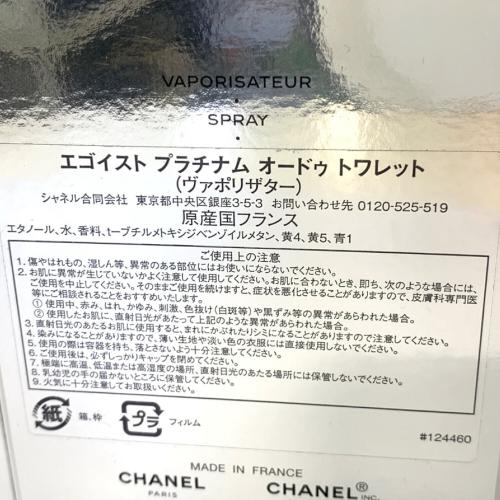 VAPORISATEUR
SPRAY
エゴイスト プラチナム オードゥ トワレット
(ヴァポリザター)
シャネル合同会社 東京都中央区銀座3-5-3 お問い合わせ先 0120-525-519
原産国フランス
エタノール、水、香料、t-ブチルメトキシジベンゾイルメタン、黄4、黄5、青1
ご使用上の注意
1. 傷やはれもの、湿しん等、異常のある部位にはお使いにならないでください。
2. お肌に異常が生じていないかよく注意して使用してください。お肌に合わないとき、即ち、次のような場合には、
ご使用を中止してください。そのままご使用を続けますと、症状を悪化させることがありますので、皮膚科専門医
等にご相談されることをおすすめいたします。
① 使用中、赤み、はれ、かゆみ、刺激、色抜け(白斑等)や黒ずみ等の異常があらわれた場合。
② 使用したお肌に、直射日光があたって上記のような異常があらわれた場合。
3. 直射日光のあたるお肌に使用すると、まれにかぶれたりシミになることがありますのでご注意ください。
4. 染みになることがありますので、薄い生地や淡い色の衣服には直接使用しないでください。
5. 使用の際は容器を持ち、落とさないよう十分注意してください。
6. ご使用後は、必ずしっかりキャップを閉めてください。
7. 極端に高温、低温または高湿度の場所、直射日光のあたる場所には保管しないでください。
8. 乳幼児の手の届かないところに保管してください。
9. 火気に十分注意してお取扱いください。
紙 箱、枠 プラ フィルム
#124460
MADE IN FRANCE
CHANEL CHANEL®
PARIS INC.